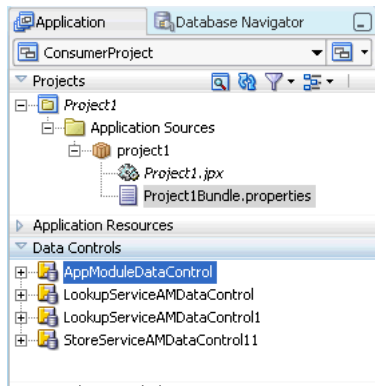 Application Database Navigator
ConsumerProject
Projects
Project1
Application Sources
project1
Project1.jpx
Project1Bundle.properties
Application Resources
Data Controls
AppModuleDataControl
LookupServiceAMDataControl
LookupServiceAMDataControl1
StoreServiceAMDataControl11